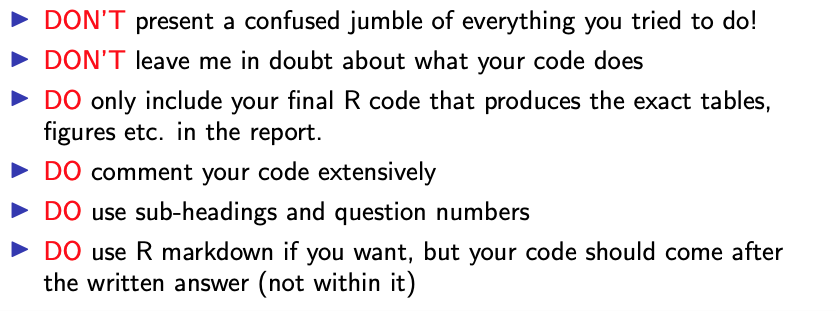 DON'T present a confused jumble of everything you tried to do!
DON'T leave me in doubt about what your code does
DO only include your final R code that produces the exact tables,
figures etc. in the report.
DO comment your code extensively
DO use sub-headings and question numbers
DO use R markdown if you want, but your code should come after
the written answer (not within it)